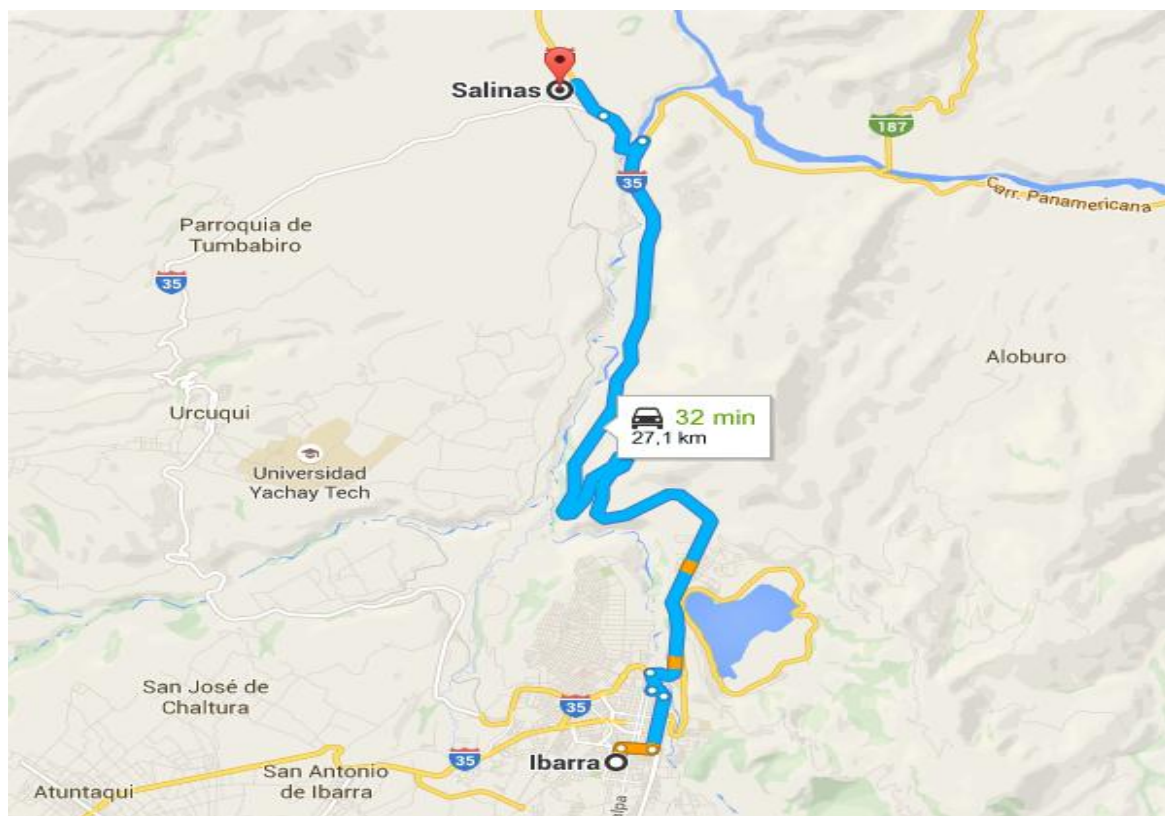 Salinas
187
35
Carr. Panamericana
Parroquia de
Tumbabiro
35
Aloburo
32 min
27,1 km
Urcuqui
Universidad
Yachay Tech
San José de
Chaltura
35
35
Ibarra
San Antonio
de Ibarra
Atuntaqui